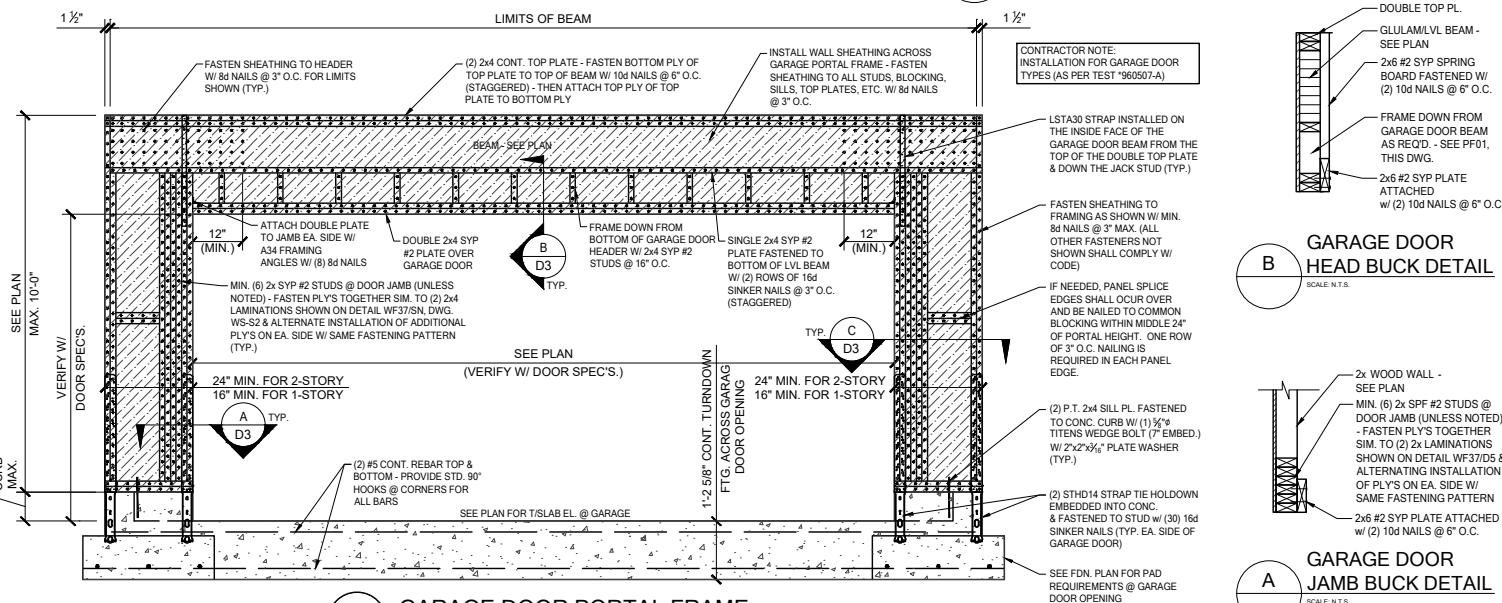 1 ½"
LIMITS OF BEAM
1 ½"
FASTEN SHEATHING TO HEADER
W/ 8d NAILS @ 3" O.C. FOR LIMITS
SHOWN (TYP.)
(2) 2x4 CONT. TOP PLATE - FASTEN BOTTOM PLY OF
TOP PLATE TO TOP OF BEAM W/ 10d NAILS @ 6" O.C.
(STAGGERED) - THEN ATTACH TOP PLY OF TOP
PLATE TO BOTTOM PLY
INSTALL WALL SHEATHING ACROSS
GARAGE PORTAL FRAME - FASTEN
SHEATHING TO ALL STUDS, BLOCKING,
SILLS, TOP PLATES, ETC. W/ 8d NAILS
@ 3" O.C.
CONTRACTOR NOTE:
INSTALLATION FOR GARAGE DOOR
TYPES (AS PER TEST "960507-A)
BEAM - SEE PLAN
LSTA30 STRAP INSTALLED ON
THE INSIDE FACE OF THE
GARAGE DOOR BEAM FROM THE
TOP OF THE DOUBLE TOP PLATE
& DOWN THE JACK STUD (TYP.)
SEE PLAN
MAX. 10'-0"
VERIFY W/
DOOR SPEC'S.
MAX.
12"
(MIN.)
ATTACH DOUBLE PLATE
TO JAMB EA. SIDE W/
A34 FRAMING
ANGLES W/ (8) 8d NAILS
DOUBLE 2x4 SYP
#2 PLATE OVER
GARAGE DOOR
B
D3
TYP.
FRAME DOWN FROM
BOTTOM OF GARAGE DOOR
HEADER W/ 2x4 SYP #2
STUDS @ 16" O.C.
SINGLE 2x4 SYP #2
PLATE FASTENED TO
BOTTOM OF LVL BEAM
W/ (2) ROWS OF 16d
SINKER NAILS @ 3" O.C.
(STAGGERED)
12"
(MIN.)
FASTEN SHEATHING TO
FRAMING AS SHOWN W/ MIN.
8d NAILS @ 3" MAX. (ALL
OTHER FASTENERS NOT
SHOWN SHALL COMPLY W/
CODE)
MIN. (6) 2x SYP #2 STUDS @ DOOR JAMB (UNLESS
NOTED) - FASTEN PLY'S TOGETHER SIM. TO (2) 2x4
LAMINATIONS SHOWN ON DETAIL WF37/SN, DWG.
WS-S2 & ALTERNATE INSTALLATION OF ADDITIONAL
PLY'S ON EA. SIDE W/ SAME FASTENING PATTERN
(TYP.)
IF NEEDED, PANEL SPLICE
EDGES SHALL OCUR OVER
AND BE NAILED TO COMMON
BLOCKING WITHIN MIDDLE 24"
OF PORTAL HEIGHT. ONE ROW
OF 3" O.C. NAILING IS
REQUIRED IN EACH PANEL
EDGE.
SEE PLAN
(VERIFY W/ DOOR SPEC'S.)
TYP.
C
D3
24" MIN. FOR 2-STORY
16" MIN. FOR 1-STORY
24" MIN. FOR 2-STORY
16" MIN. FOR 1-STORY
A
D3
TYP.
1'-2 5/8" CONT. TURNDOWN
FTG. ACROSS GARAG
DOOR OPENING
(2) P.T. 2x4 SILL PL. FASTENED
TO CONC. CURB W/ (1) ⅝"ø
TITENS WEDGE BOLT (7" EMBED.)
W/ 2"x2"x3/16" PLATE WASHER
(TYP.)
(2) #5 CONT. REBAR TOP &
BOTTOM - PROVIDE STD. 90°
HOOKS @ CORNERS FOR
ALL BARS
SEE PLAN FOR T/SLAB EL. @ GARAGE
(2) STHD14 STRAP TIE HOLDOWN
EMBEDDED INTO CONC.
& FASTENED TO STUD w/ (30) 16d
SINKER NAILS (TYP. EA. SIDE OF
GARAGE DOOR)
SEE FDN. PLAN FOR PAD
REQUIREMENTS @ GARAGE
DOOR OPENING
GARAGE DOOR PORTAL FRAME
DOUBLE TOP PL.
GLULAM/LVL BEAM -
SEE PLAN
2x6 #2 SYP SPRING
BOARD FASTENED W/
(2) 10d NAILS @ 6" O.C.
FRAME DOWN FROM
GARAGE DOOR BEAM
AS REQ'D. - SEE PF01,
THIS DWG.
2x6 #2 SYP PLATE
ATTACHED
w/ (2) 10d NAILS @ 6" O.C
B
GARAGE DOOR
HEAD BUCK DETAIL
SCALE: N.T.S.
2x WOOD WALL -
SEE PLAN
MIN. (6) 2x SPF #2 STUDS @
DOOR JAMB (UNLESS NOTED)
- FASTEN PLY'S TOGETHER
SIM. TO (2) 2x LAMINATIONS
SHOWN ON DETAIL WF37/D5 &
ALTERNATING INSTALLATION
OF PLY'S ON EA. SIDE W/
SAME FASTENING PATTERN
2x6 #2 SYP PLATE ATTACHED
w/ (2) 10d NAILS @ 6" O.C.
A
GARAGE DOOR
JAMB BUCK DETAIL
SCALE: N.T.S.